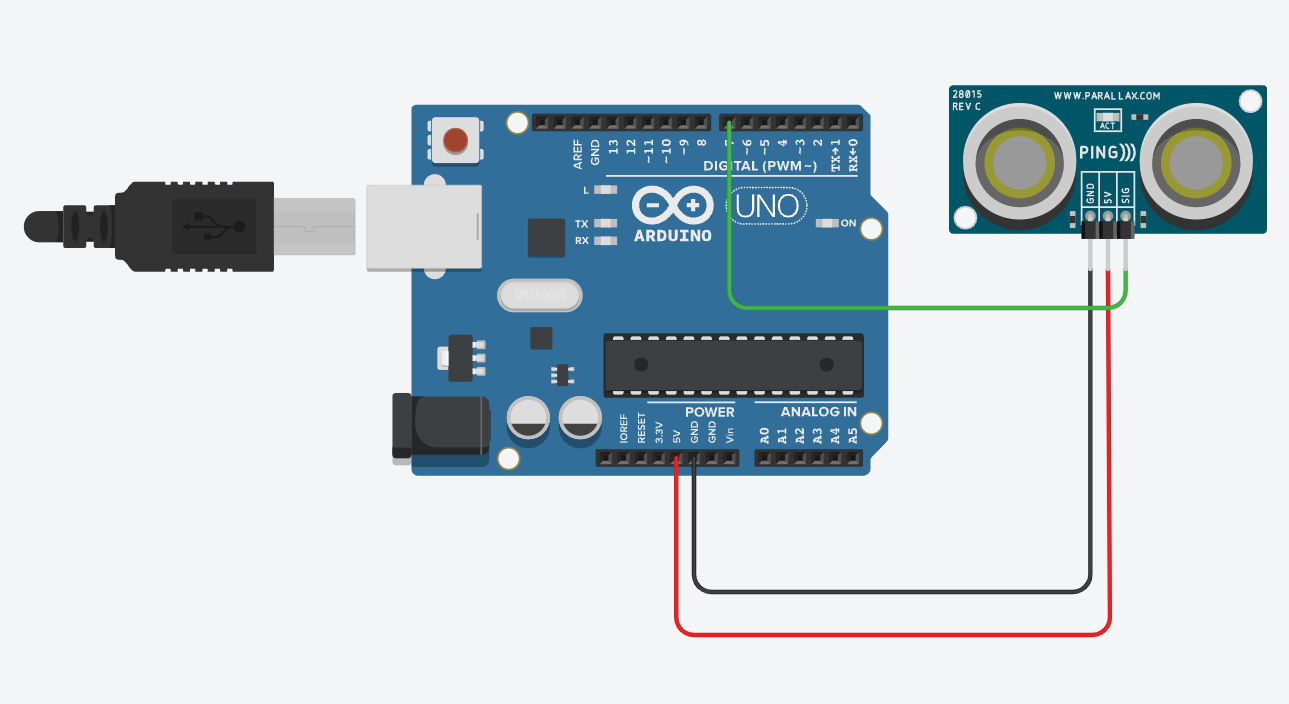 28015
REV C
WWW.PARALLAX.COM
ACT
PING)))
GND
5V
SIG
AREF
GND
13
12
~11
~10
~9
8
7
~6
~5
4
~3
2
TX→1
RX←0
DIGITAL (PWM ~)
L
TX
RX
ARDUINO
UNO
ON
POWER
ANALOG IN
IOREF
RESET
3.3V
5V
GND
GND
Vin
A0
A1
A2
A3
A4
A5